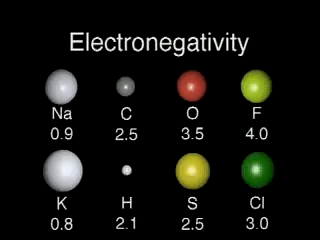 Electronegativity
Na C O F
0.9 2.5 3.5 4.0
K H S Cl
0.8 2.1 2.5 3.0